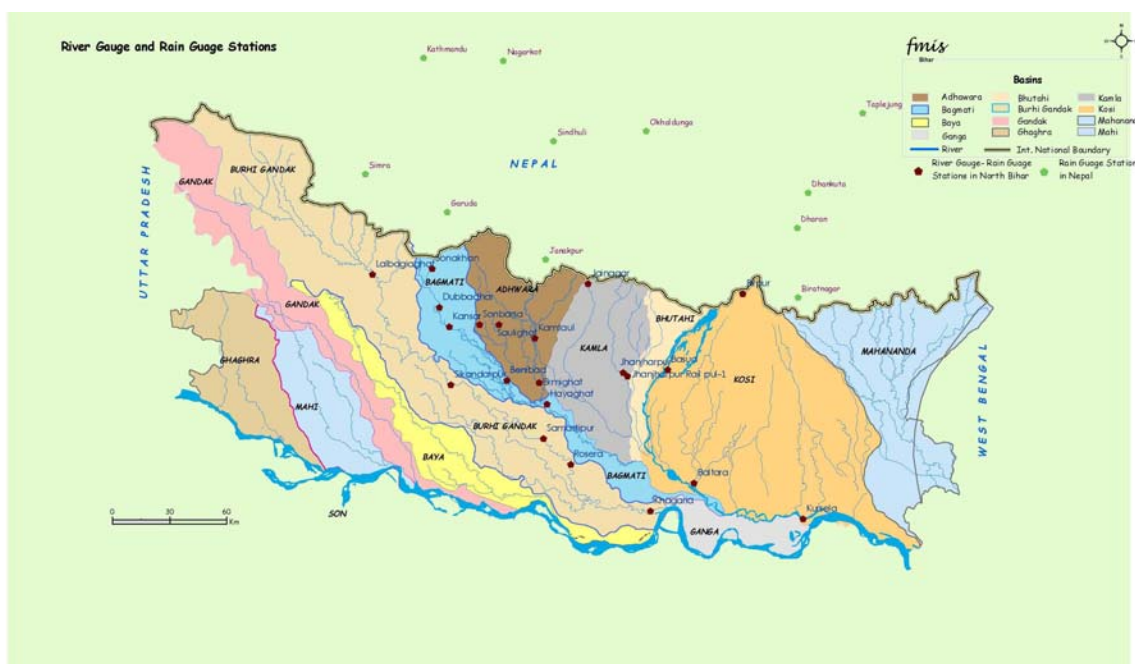 River Gauge and Rain Guage Stations
Kathmandu
Nagarkot
fmis
Bihar
Basins
Adhawara
Bhutahi
Kamla
Bagmati
Burhi Gandak
Kosi
Baya
Gandak
Mahanand
Ganga
Ghaghra
Mahi
River
Int. National Boundary
River Gauge- Rain Guage
Stations in North Bihar
Rain Guage Station
in Nepal
Taplejung
Okhaldunga
Sindhuli
NEPAL
Simra
Dhankuta
Garuda
Dharan
Janakpur
Biratnagar
UTTAR PRADESH
WEST BENGAL
GANDAK
BURHI GANDAK
Lalbagiaghat
Sonakhan
BAGMATI
ADHWARA
Jainagar
Birpur
Dubbadhar
GANDAK
Kansar
Sonbarsa
Saulighat
Kamtaul
BHUTAHI
KAMLA
MAHANANDA
GHAGHRA
Jhanjharpur
Basua
Jhanjharpur Rail pul-1
KOSI
Sikandarpur
Benibad
Ekmighat
Hayaghat
MAHI
BURHI GANDAK
Samastipur
BAYA
Rosera
BAGMATI
Baltara
Khagaria
Kursela
SON
GANGA
0 30 60
Km